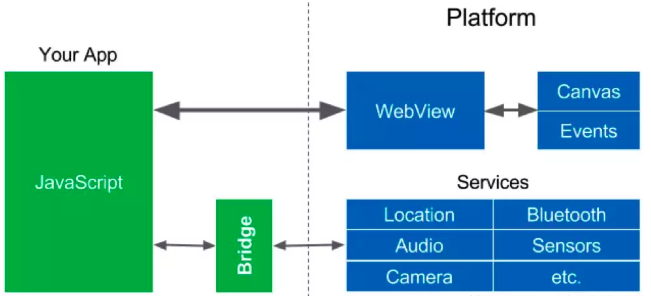 Platform
Your App
JavaScript
WebView
Canvas
Events
Bridge
Services
Location
Bluetooth
Audio
Sensors
Camera
etc.